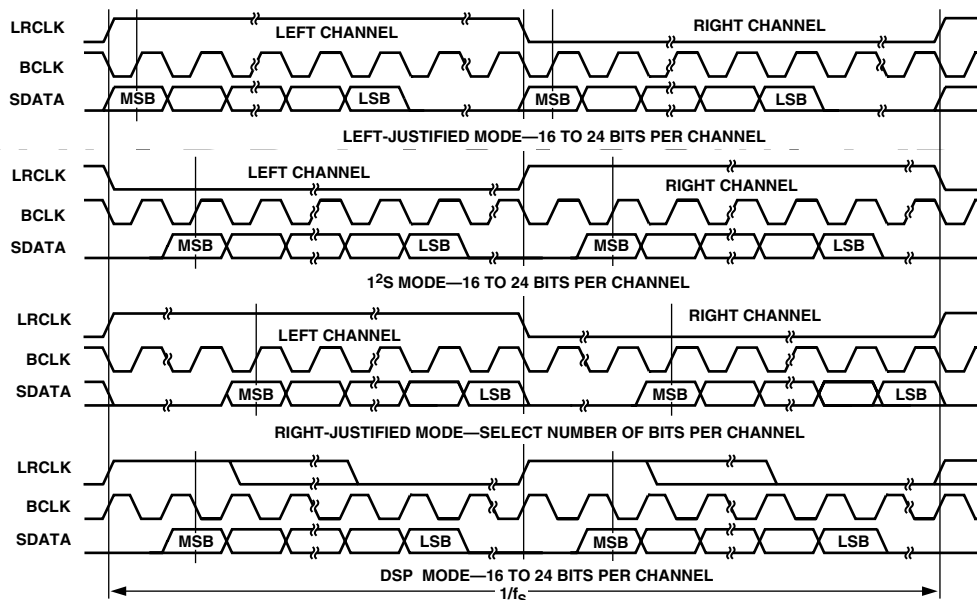 LRCLK LEFT CHANNEL RIGHT CHANNEL
BCLK
SDATA MSB LSB MSB LSB
LEFT-JUSTIFIED MODE—16 TO 24 BITS PER CHANNEL
LRCLK LEFT CHANNEL RIGHT CHANNEL
BCLK
SDATA MSB LSB MSB LSB
1²S MODE—16 TO 24 BITS PER CHANNEL
LRCLK LEFT CHANNEL RIGHT CHANNEL
BCLK
SDATA MSB LSB MSB LSB
RIGHT-JUSTIFIED MODE—SELECT NUMBER OF BITS PER CHANNEL
LRCLK
BCLK
SDATA MSB LSB MSB LSB
DSP MODE—16 TO 24 BITS PER CHANNEL
1/fS